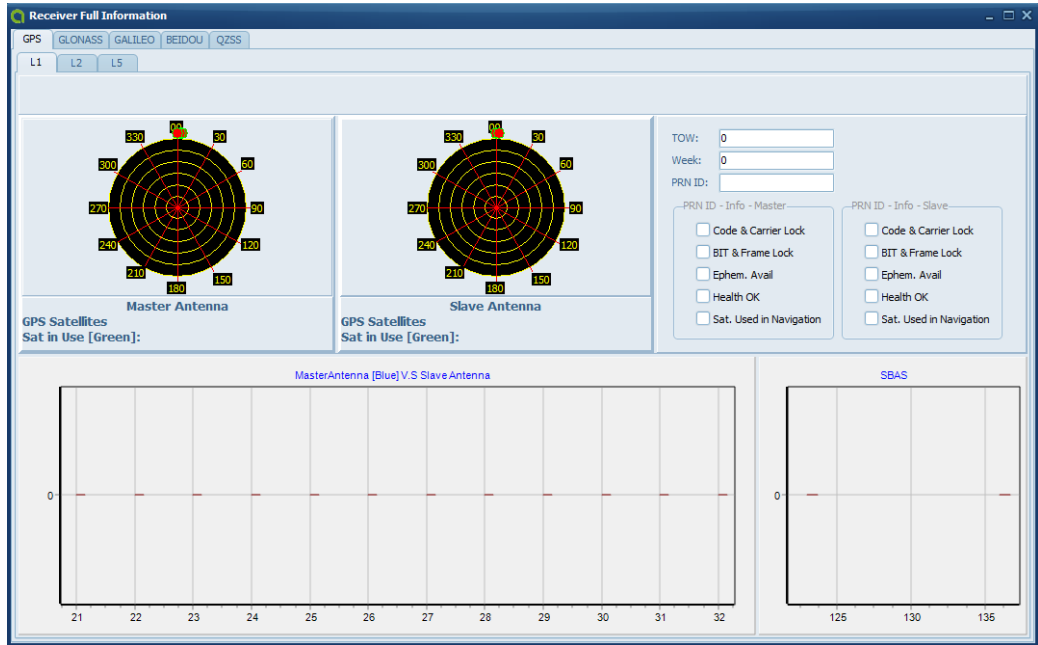 Receiver Full Information
GPS GLONASS GALILEO BEIDOU QZSS
L1 L2 L5
00
330 30
300 60
270 90
240 120
210 150
180
Master Antenna
GPS Satellites
Sat in Use [Green]:
00
330 30
300 60
270 90
240 120
210 150
180
Slave Antenna
GPS Satellites
Sat in Use [Green]:
TOW: 0
Week: 0
PRN ID:
PRN ID - Info - Master
Code & Carrier Lock
BIT & Frame Lock
Ephem. Avail
Health OK
Sat. Used in Navigation
PRN ID - Info - Slave
Code & Carrier Lock
BIT & Frame Lock
Ephem. Avail
Health OK
Sat. Used in Navigation
MasterAntenna [Blue] V.S Slave Antenna
0
21 22 23 24 25 26 27 28 29 30 31 32
SBAS
0
125 130 135